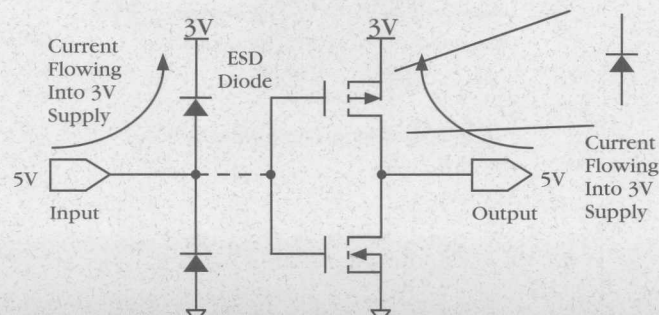 3V
Current
Flowing
Into 3V
Supply
ESD
Diode
3V
5V
Input
Output
5V
Current
Flowing
Into 3V
Supply